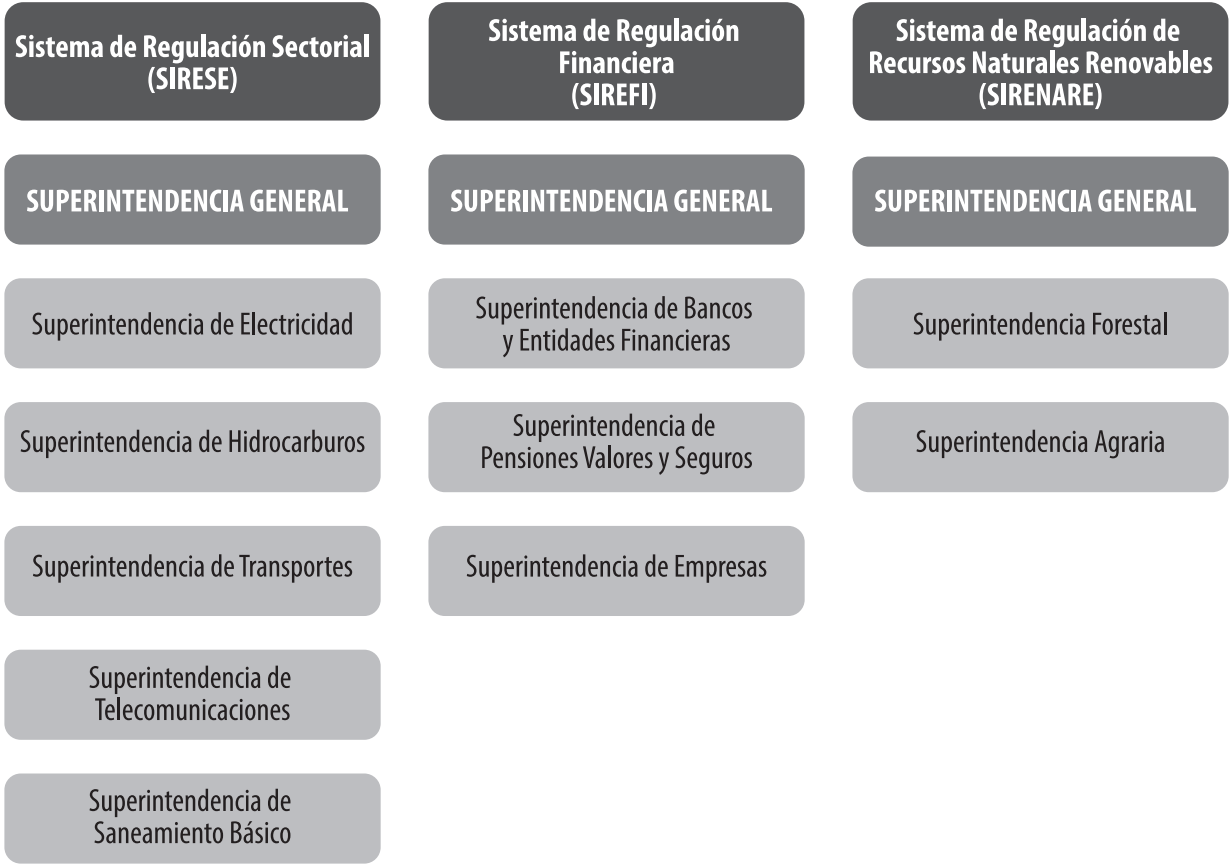 Sistema de Regulación Sectorial
(SIRESE)
SUPERINTENDENCIA GENERAL
Superintendencia de Electricidad
Superintendencia de Hidrocarburos
Superintendencia de Transportes
Superintendencia de
Telecomunicaciones
Superintendencia de
Saneamiento Básico
Sistema de Regulación
Financiera
(SIREFI)
SUPERINTENDENCIA GENERAL
Superintendencia de Bancos
y Entidades Financieras
Superintendencia de
Pensiones Valores y Seguros
Superintendencia de Empresas
Sistema de Regulación de
Recursos Naturales Renovables
(SIRENARE)
SUPERINTENDENCIA GENERAL
Superintendencia Forestal
Superintendencia Agraria